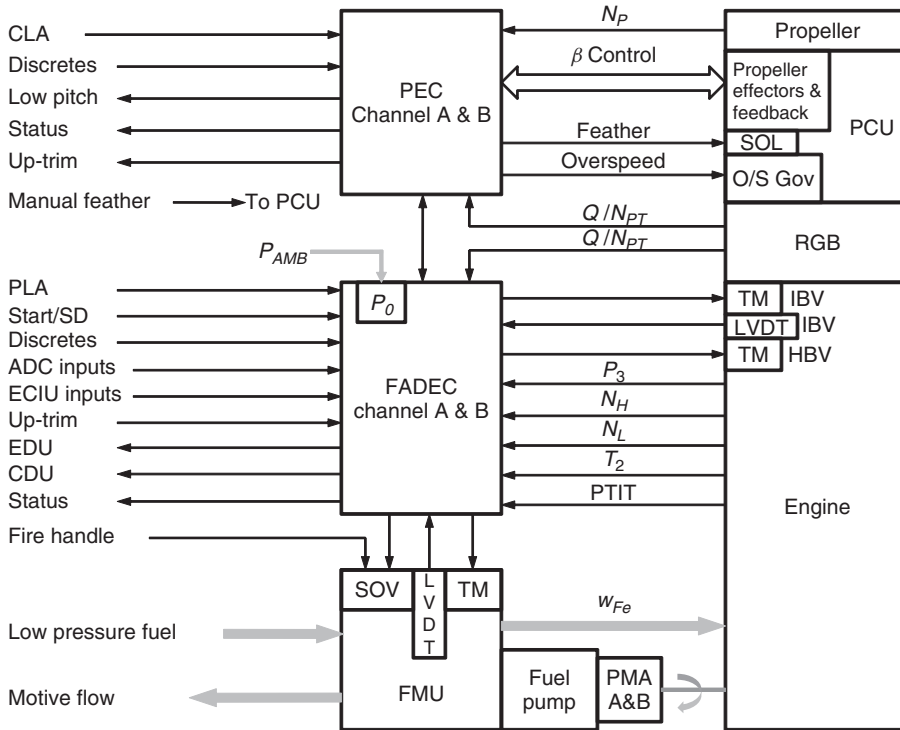 CLA
Discretes
Low pitch
Status
Up-trim
Manual feather
To PCU
PEC
Channel A & B
N_P
β Control
Feather
Overspeed
Q/N_PT
Q/N_PT
Propeller
Propeller
effectors &
feedback
PCU
SOL
O/S Gov
RGB
P_AMB
P_0
PLA
Start/SD
Discretes
ADC inputs
ECIU inputs
Up-trim
EDU
CDU
Status
Fire handle
FADEC
channel A & B
P_3
N_H
N_L
T_2
PTIT
TM IBV
LVDT IBV
TM HBV
Engine
SOV
LVDT
TM
FMU
Low pressure fuel
Motive flow
w_Fe
Fuel
pump
PMA
A&B